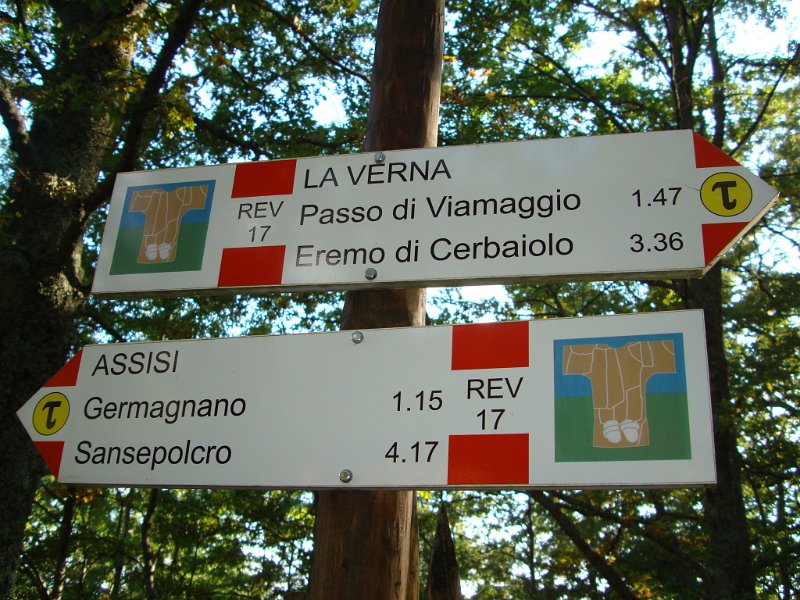 LA VERNA
REV
17
Passo di Viamaggio 1.47
Eremo di Cerbaiolo 3.36
τ
ASSISI
Germagnano 1.15
Sansepolcro 4.17
REV
17
τ